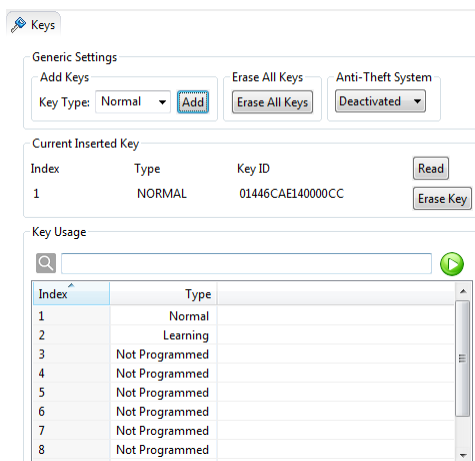 Keys
Generic Settings
Add Keys
Key Type: Normal Add
Erase All Keys
Erase All Keys
Anti-Theft System
Deactivated
Current Inserted Key
Index Type Key ID Read
1 NORMAL 01446CAE140000CC Erase Key
Key Usage
Index Type
1 Normal
2 Learning
3 Not Programmed
4 Not Programmed
5 Not Programmed
6 Not Programmed
7 Not Programmed
8 Not Programmed